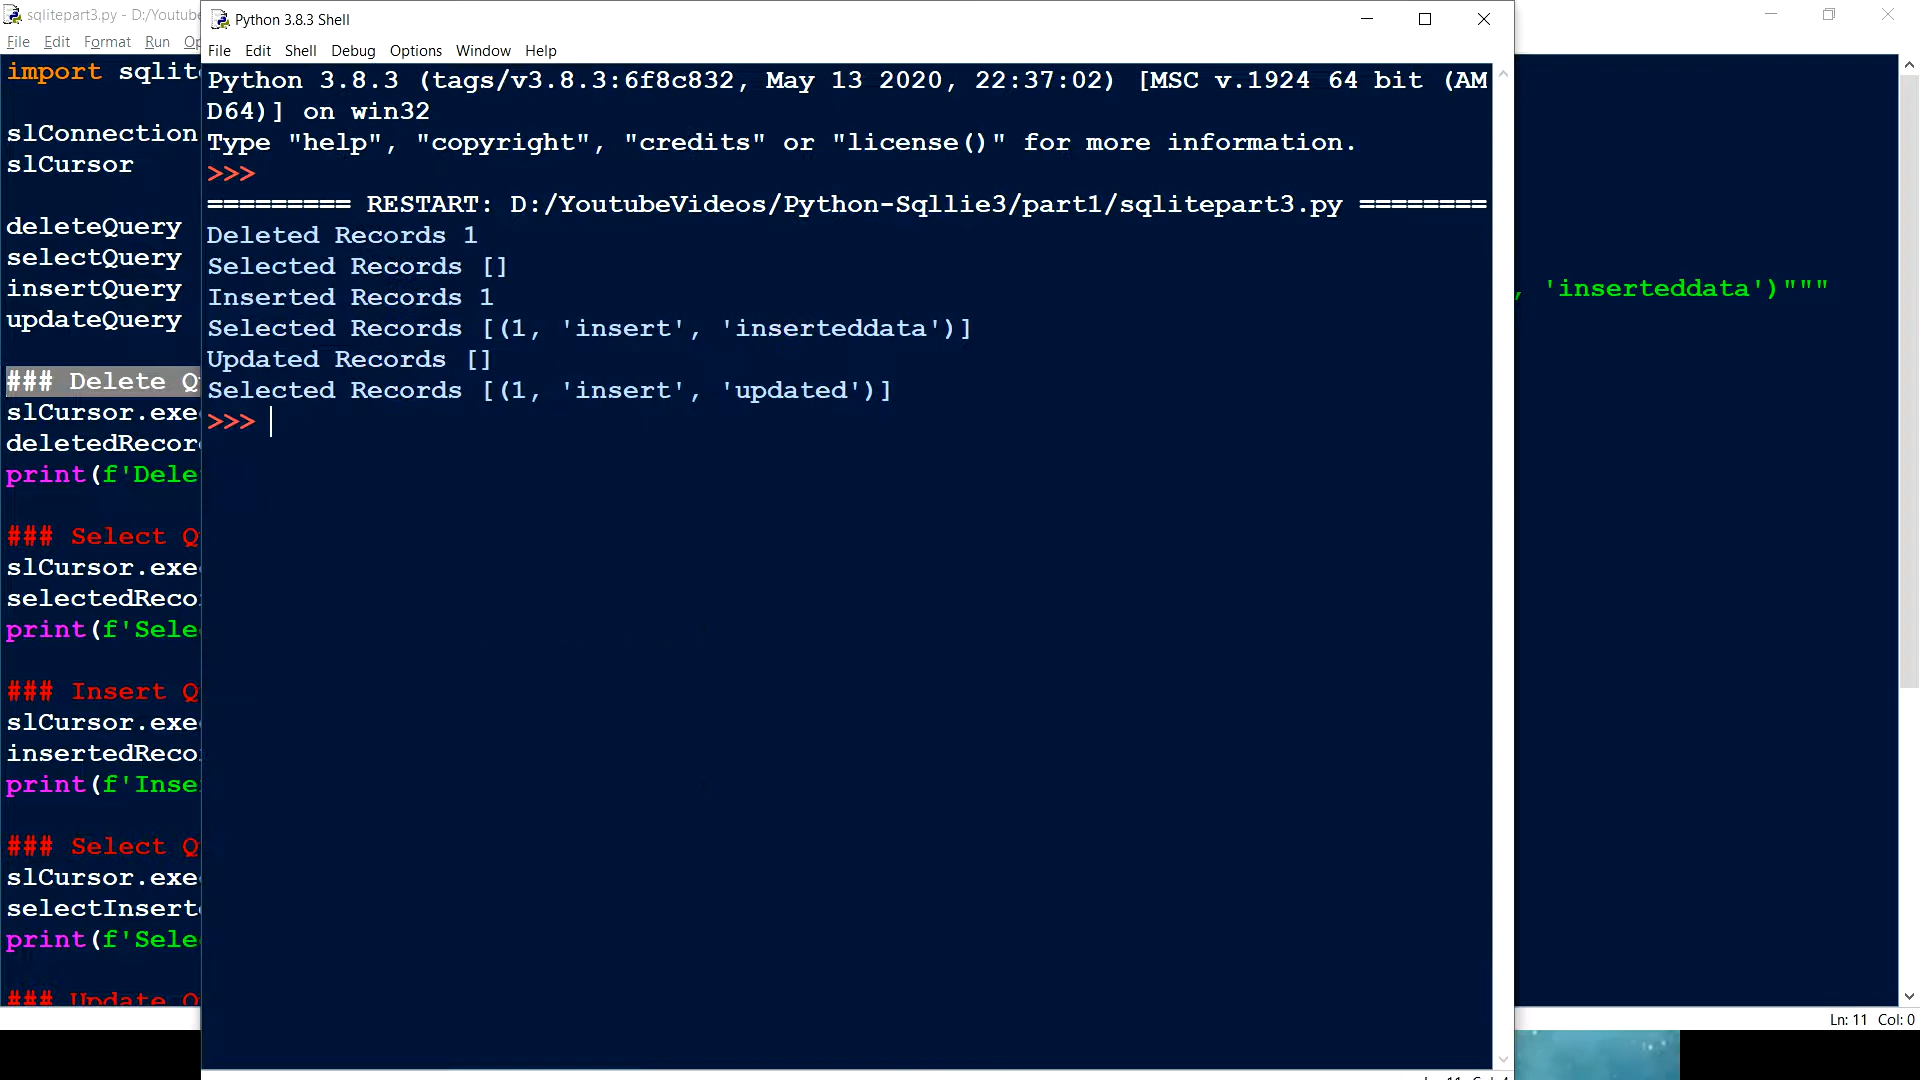 sqlitepart3.py - D:/Youtube
File Edit Format Run Op
import sqlit
slConnection
slCursor
deleteQuery
selectQuery
insertQuery
updateQuery
### Delete Q
slCursor.exe
deletedRecor
print(f'Dele
### Select Q
slCursor.exe
selectedReco
print(f'Sele
### Insert Q
slCursor.exe
insertedReco
print(f'Inse
### Select Q
slCursor.exe
selectInsert
print(f'Sele
### Update Q
Python 3.8.3 Shell
File Edit Shell Debug Options Window Help
Python 3.8.3 (tags/v3.8.3:6f8c832, May 13 2020, 22:37:02) [MSC v.1924 64 bit (AM
D64)] on win32
Type "help", "copyright", "credits" or "license()" for more information.
>>>
========= RESTART: D:/YoutubeVideos/Python-Sqllie3/part1/sqlitepart3.py ========
Deleted Records 1
Selected Records []
Inserted Records 1
Selected Records [(1, 'insert', 'inserteddata')]
Updated Records []
Selected Records [(1, 'insert', 'updated')]
>>>
, 'inserteddata')"""
Ln: 11 Col: 0